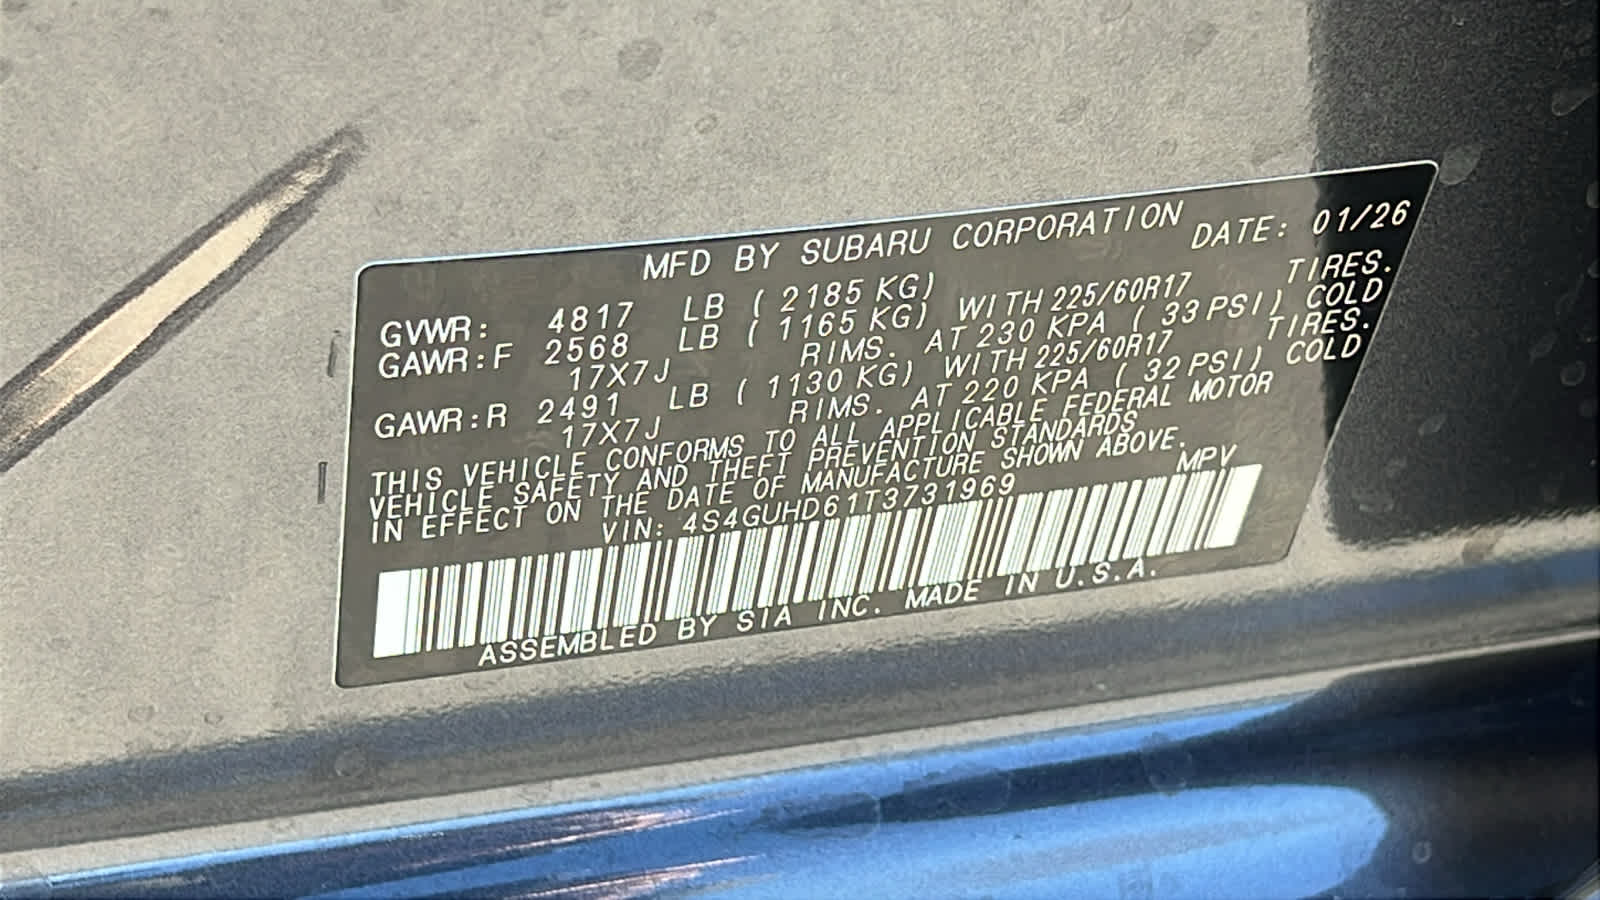 MFD BY SUBARU CORPORATION DATE: 01/26
GVWR: 4817 LB ( 2185 KG)
GAWR:F 2568 LB ( 1165 KG) WITH 225/60R17 TIRES.
17X7J RIMS. AT 230 KPA ( 33 PSI) COLD
GAWR:R 2491 LB ( 1130 KG) WITH 225/60R17 TIRES.
17X7J RIMS. AT 220 KPA ( 32 PSI) COLD
THIS VEHICLE CONFORMS TO ALL APPLICABLE FEDERAL MOTOR
VEHICLE SAFETY AND THEFT PREVENTION STANDARDS
IN EFFECT ON THE DATE OF MANUFACTURE SHOWN ABOVE.
VIN: 4S4GUHD61T3731969 MPV
ASSEMBLED BY SIA INC. MADE IN U.S.A.